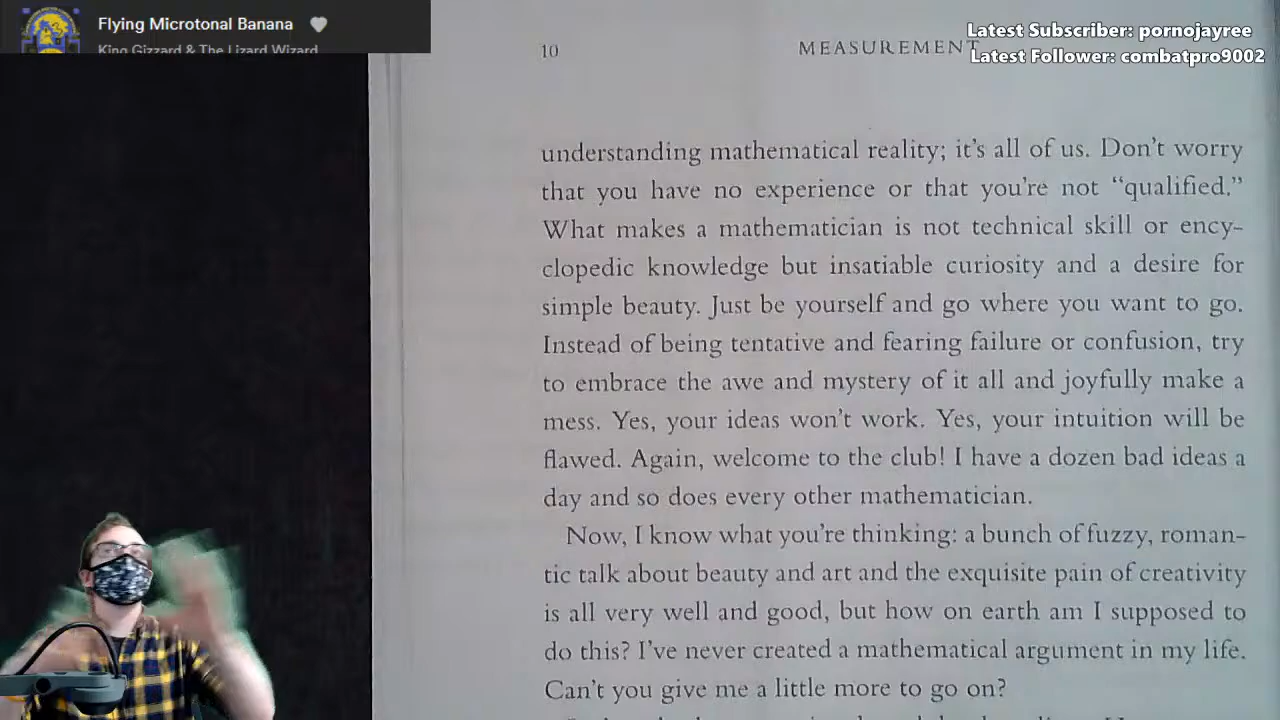 Flying Microtonal Banana
King Gizzard & The Lizard Wizard
Latest Subscriber: pornojayree
Latest Follower: combatpro9002
10 MEASUREMENT
understanding mathematical reality; it's all of us. Don't worry
that you have no experience or that you're not “qualified.”
What makes a mathematician is not technical skill or ency-
clopedic knowledge but insatiable curiosity and a desire for
simple beauty. Just be yourself and go where you want to go.
Instead of being tentative and fearing failure or confusion, try
to embrace the awe and mystery of it all and joyfully make a
mess. Yes, your ideas won't work. Yes, your intuition will be
flawed. Again, welcome to the club! I have a dozen bad ideas a
day and so does every other mathematician.
Now, I know what you're thinking: a bunch of fuzzy, roman-
tic talk about beauty and art and the exquisite pain of creativity
is all very well and good, but how on earth am I supposed to
do this? I've never created a mathematical argument in my life.
Can't you give me a little more to go on?